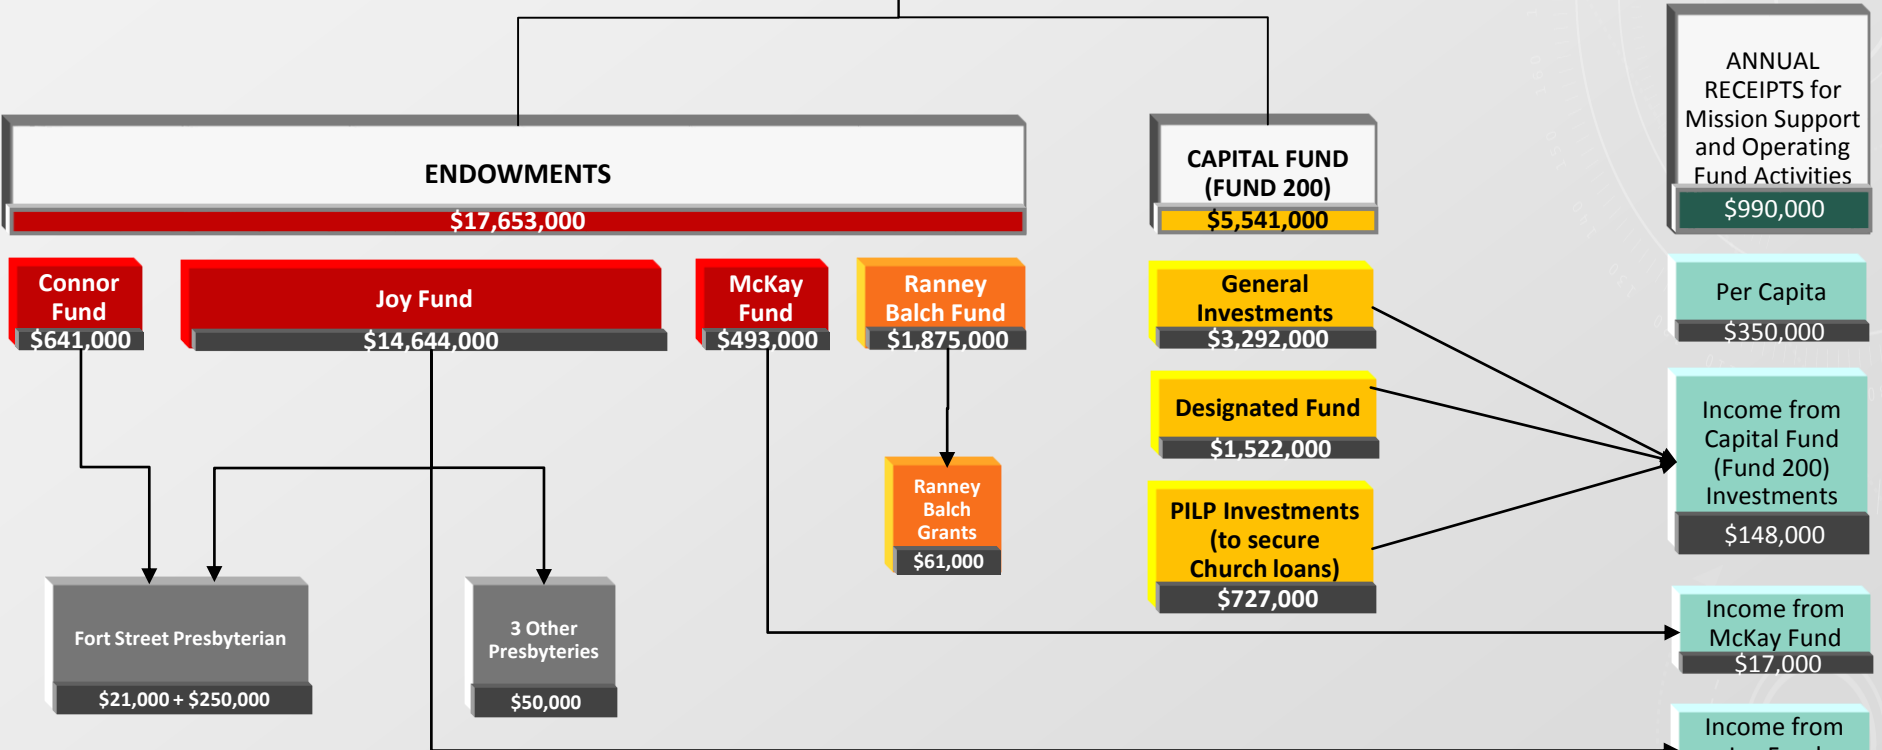 ENDOWMENTS
$17,653,000
CAPITAL FUND
(FUND 200)
$5,541,000
ANNUAL
RECEIPTS for
Mission Support
and Operating
Fund Activities
$990,000
Connor
Fund
$641,000
Joy Fund
$14,644,000
McKay
Fund
$493,000
Ranney
Balch Fund
$1,875,000
General
Investments
$3,292,000
Per Capita
$350,000
Designated Fund
$1,522,000
Income from
Capital Fund
(Fund 200)
Investments
$148,000
Ranney
Balch
Grants
$61,000
PILP Investments
(to secure
Church loans)
$727,000
Fort Street Presbyterian
$21,000 + $250,000
3 Other
Presbyteries
$50,000
Income from
McKay Fund
$17,000
Income from